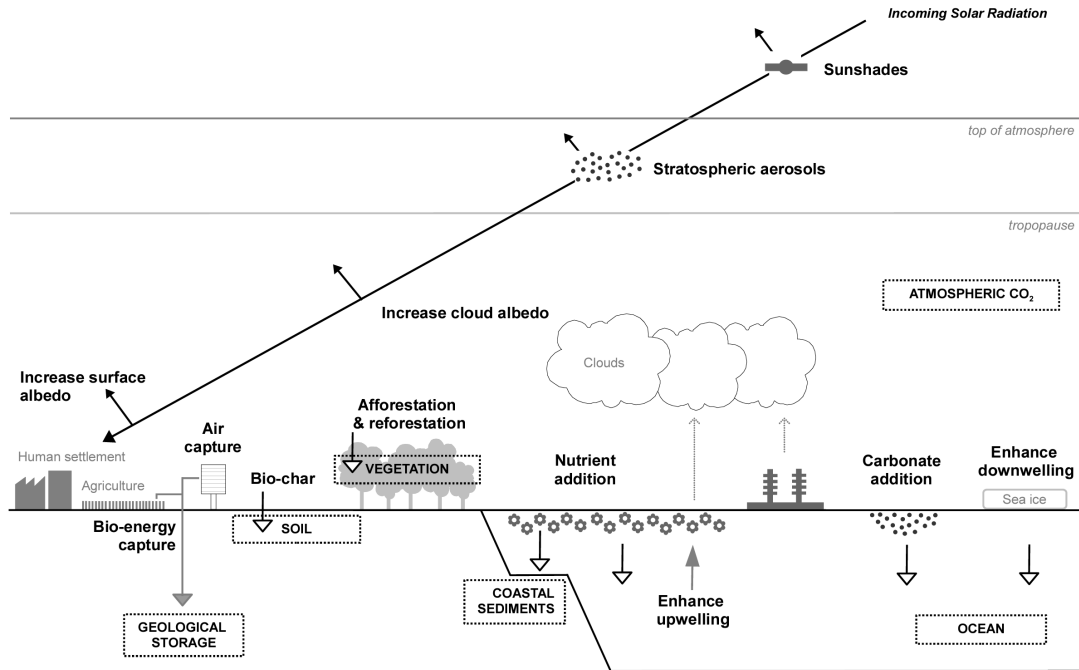 Incoming Solar Radiation
Sunshades
top of atmosphere
Stratospheric aerosols
tropopause
ATMOSPHERIC CO₂
Increase cloud albedo
Clouds
Increase surface
albedo
Afforestation
& reforestation
Air
capture
Human settlement
VEGETATION
Nutrient
addition
Carbonate
addition
Enhance
downwelling
Agriculture
Bio-char
Sea ice
Bio-energy
capture
SOIL
COASTAL
SEDIMENTS
Enhance
upwelling
GEOLOGICAL
STORAGE
OCEAN